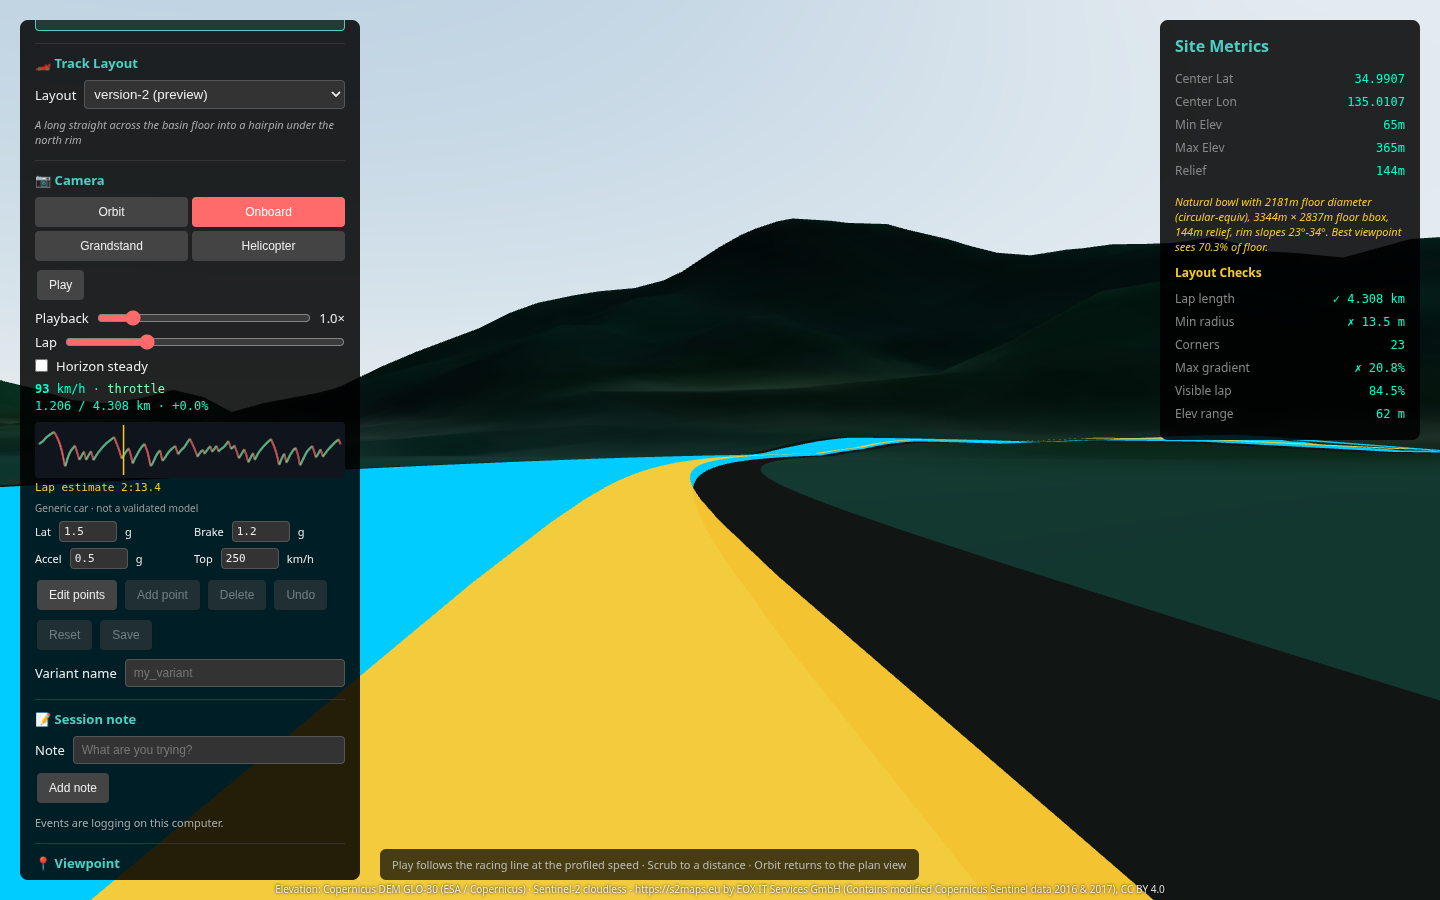 Track Layout
Layout version-2 (preview)
A long straight across the basin floor into a hairpin under the
north rim
Camera
Orbit Onboard
Grandstand Helicopter
Play
Playback 1.0×
Lap
Horizon steady
93 km/h · throttle
1.206 / 4.308 km · +0.0%
Lap estimate 2:13.4
Generic car · not a validated model
Lat 1.5 g Brake 1.2 g
Accel 0.5 g Top 250 km/h
Edit points Add point Delete Undo
Reset Save
Variant name my_variant
Session note
Note What are you trying?
Add note
Events are logging on this computer.
Viewpoint
Site Metrics
Center Lat 34.9907
Center Lon 135.0107
Min Elev 65m
Max Elev 365m
Relief 144m
Natural bowl with 2181m floor diameter
(circular-equiv), 3344m × 2837m floor bbox,
144m relief, rim slopes 23°-34°. Best viewpoint
sees 70.3% of floor.
Layout Checks
Lap length ✓ 4.308 km
Min radius ✗ 13.5 m
Corners 23
Max gradient ✗ 20.8%
Visible lap 84.5%
Elev range 62 m
Play follows the racing line at the profiled speed · Scrub to a distance · Orbit returns to the plan view
Elevation: Copernicus DEM GLO-30 (ESA / Copernicus) · Sentinel-2 cloudless - https://s2maps.eu by EOX IT Services GmbH (Contains modified Copernicus Sentinel data 2016 & 2017), CC BY 4.0